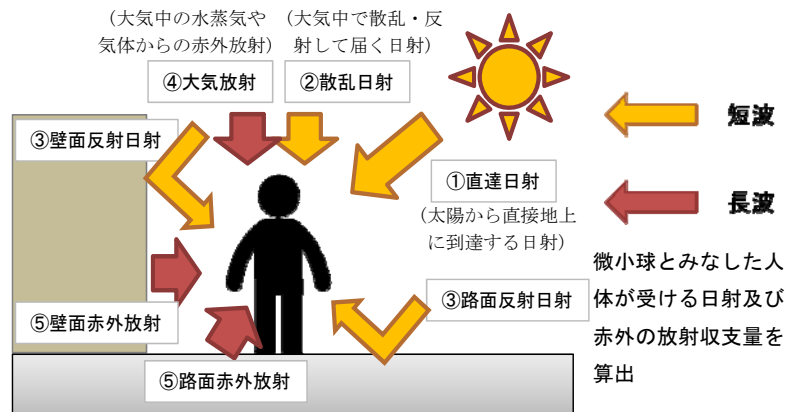 (大気中の水蒸気や
気体からの赤外放射)
(大気中で散乱・反
射して届く日射)
④大気放射
②散乱日射
③壁面反射日射
短波
①直達日射
(太陽から直接地上
に到達する日射)
長波
微小球とみなした人
体が受ける日射及び
赤外の放射収支量を
算出
③路面反射日射
⑤壁面赤外放射
⑤路面赤外放射